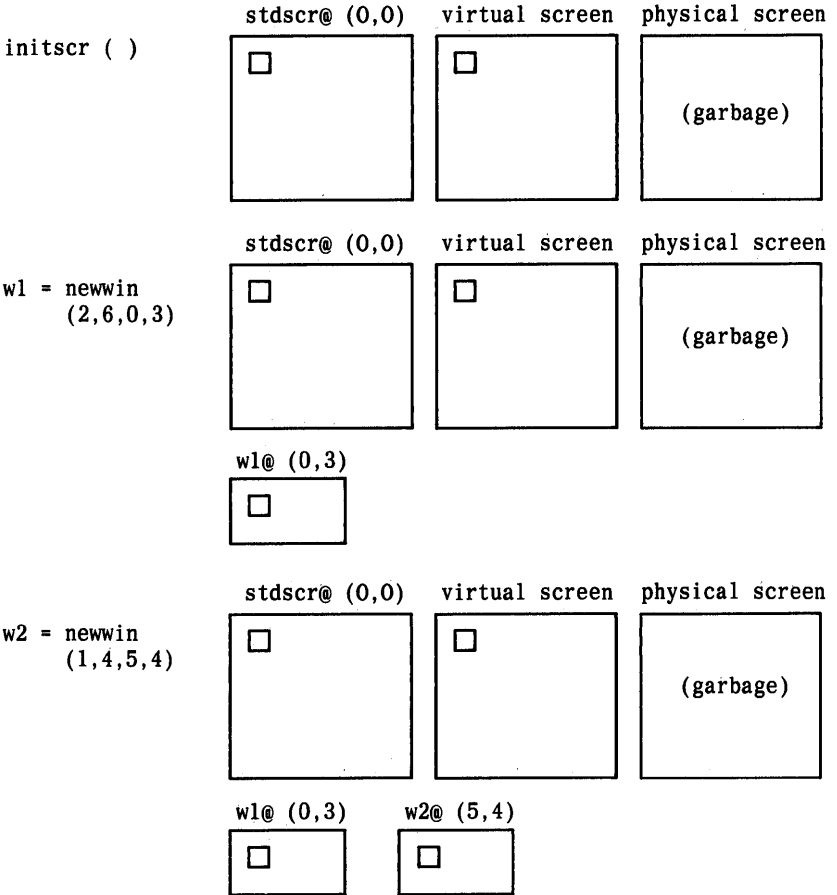 stdscr@ (0,0) virtual screen physical screen
initscr ( )
(garbage)
stdscr@ (0,0) virtual screen physical screen
w1 = newwin
(2,6,0,3)
(garbage)
w1@ (0,3)
stdscr@ (0,0) virtual screen physical screen
w2 = newwin
(1,4,5,4)
(garbage)
w1@ (0,3) w2@ (5,4)